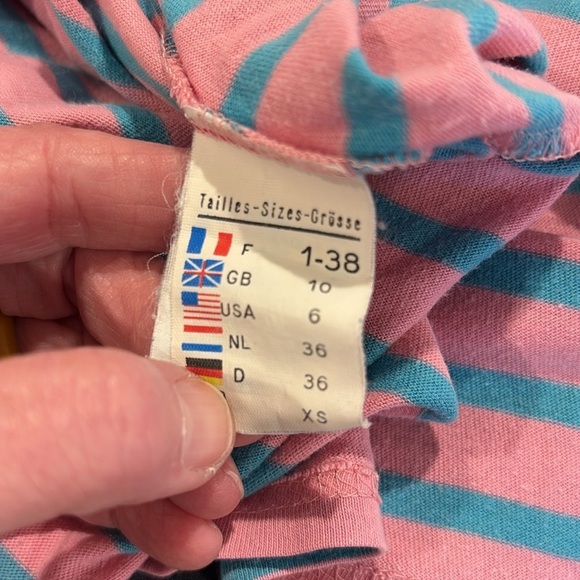 Tailles-Sizes-Grösse
F 1-38
GB 10
USA 6
NL 36
D 36
XS